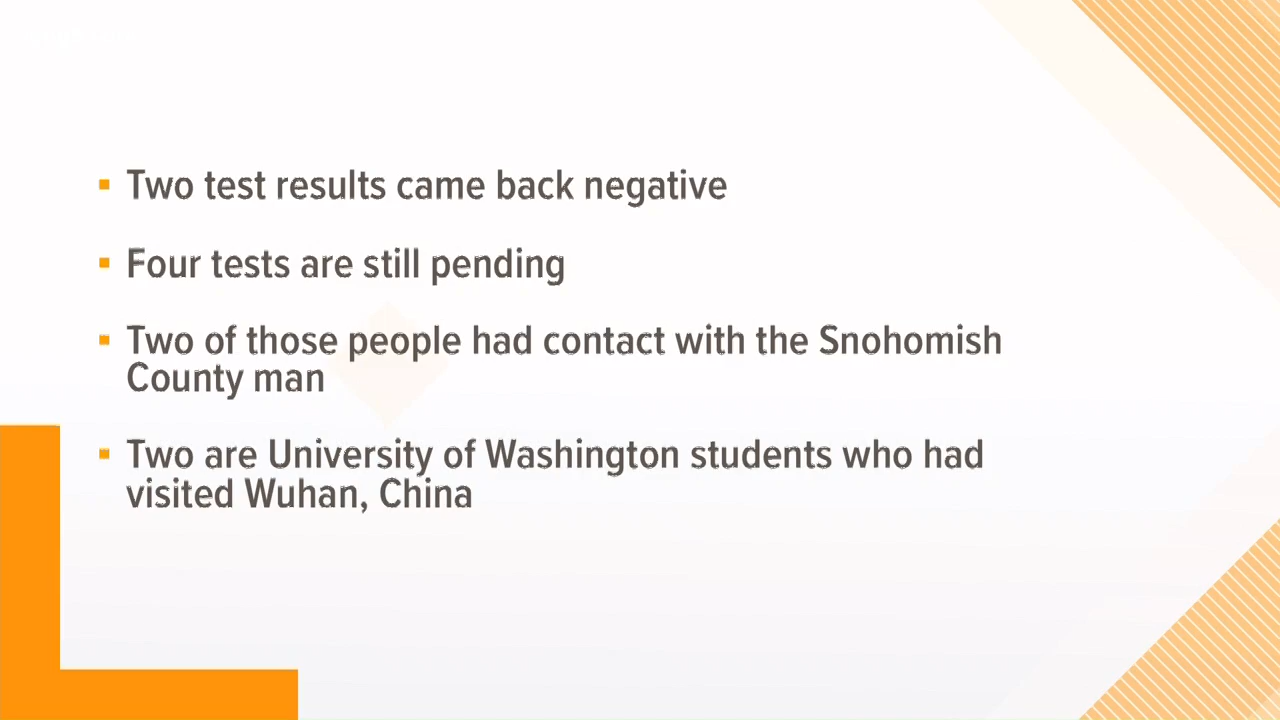 Two test results came back negative
Four tests are still pending
Two of those people had contact with the Snohomish
County man
Two are University of Washington students who had
visited Wuhan, China